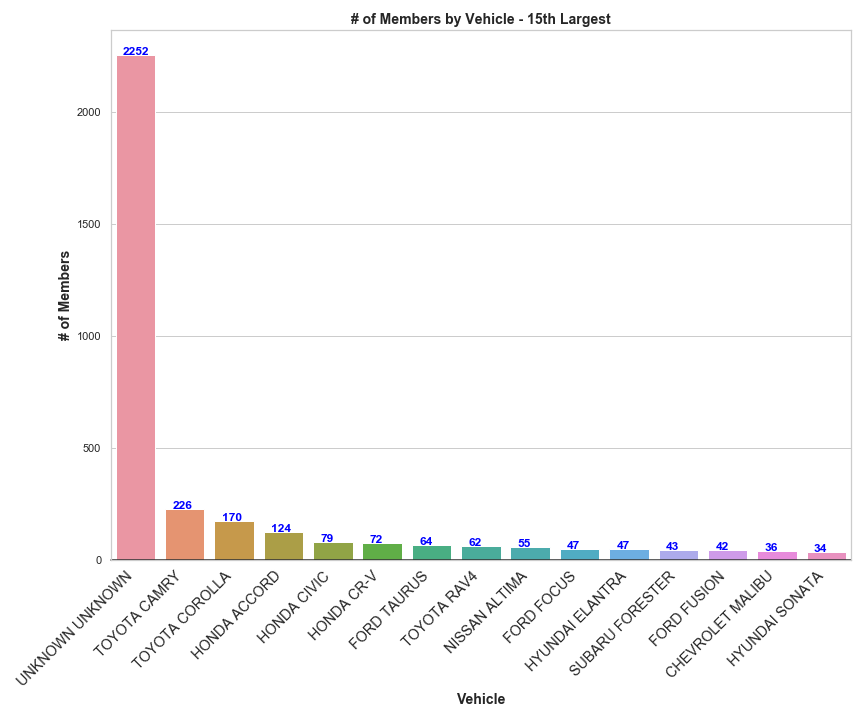 # of Members by Vehicle - 15th Largest
# of Members
2000
1500
1000
500
0
2252
226
170
124
79
72
64
62
55
47
47
43
42
36
34
UNKNOWN UNKNOWN
TOYOTA CAMRY
TOYOTA COROLLA
HONDA ACCORD
HONDA CIVIC
HONDA CR-V
FORD TAURUS
TOYOTA RAV4
NISSAN ALTIMA
FORD FOCUS
HYUNDAI ELANTRA
SUBARU FORESTER
FORD FUSION
CHEVROLET MALIBU
HYUNDAI SONATA
Vehicle